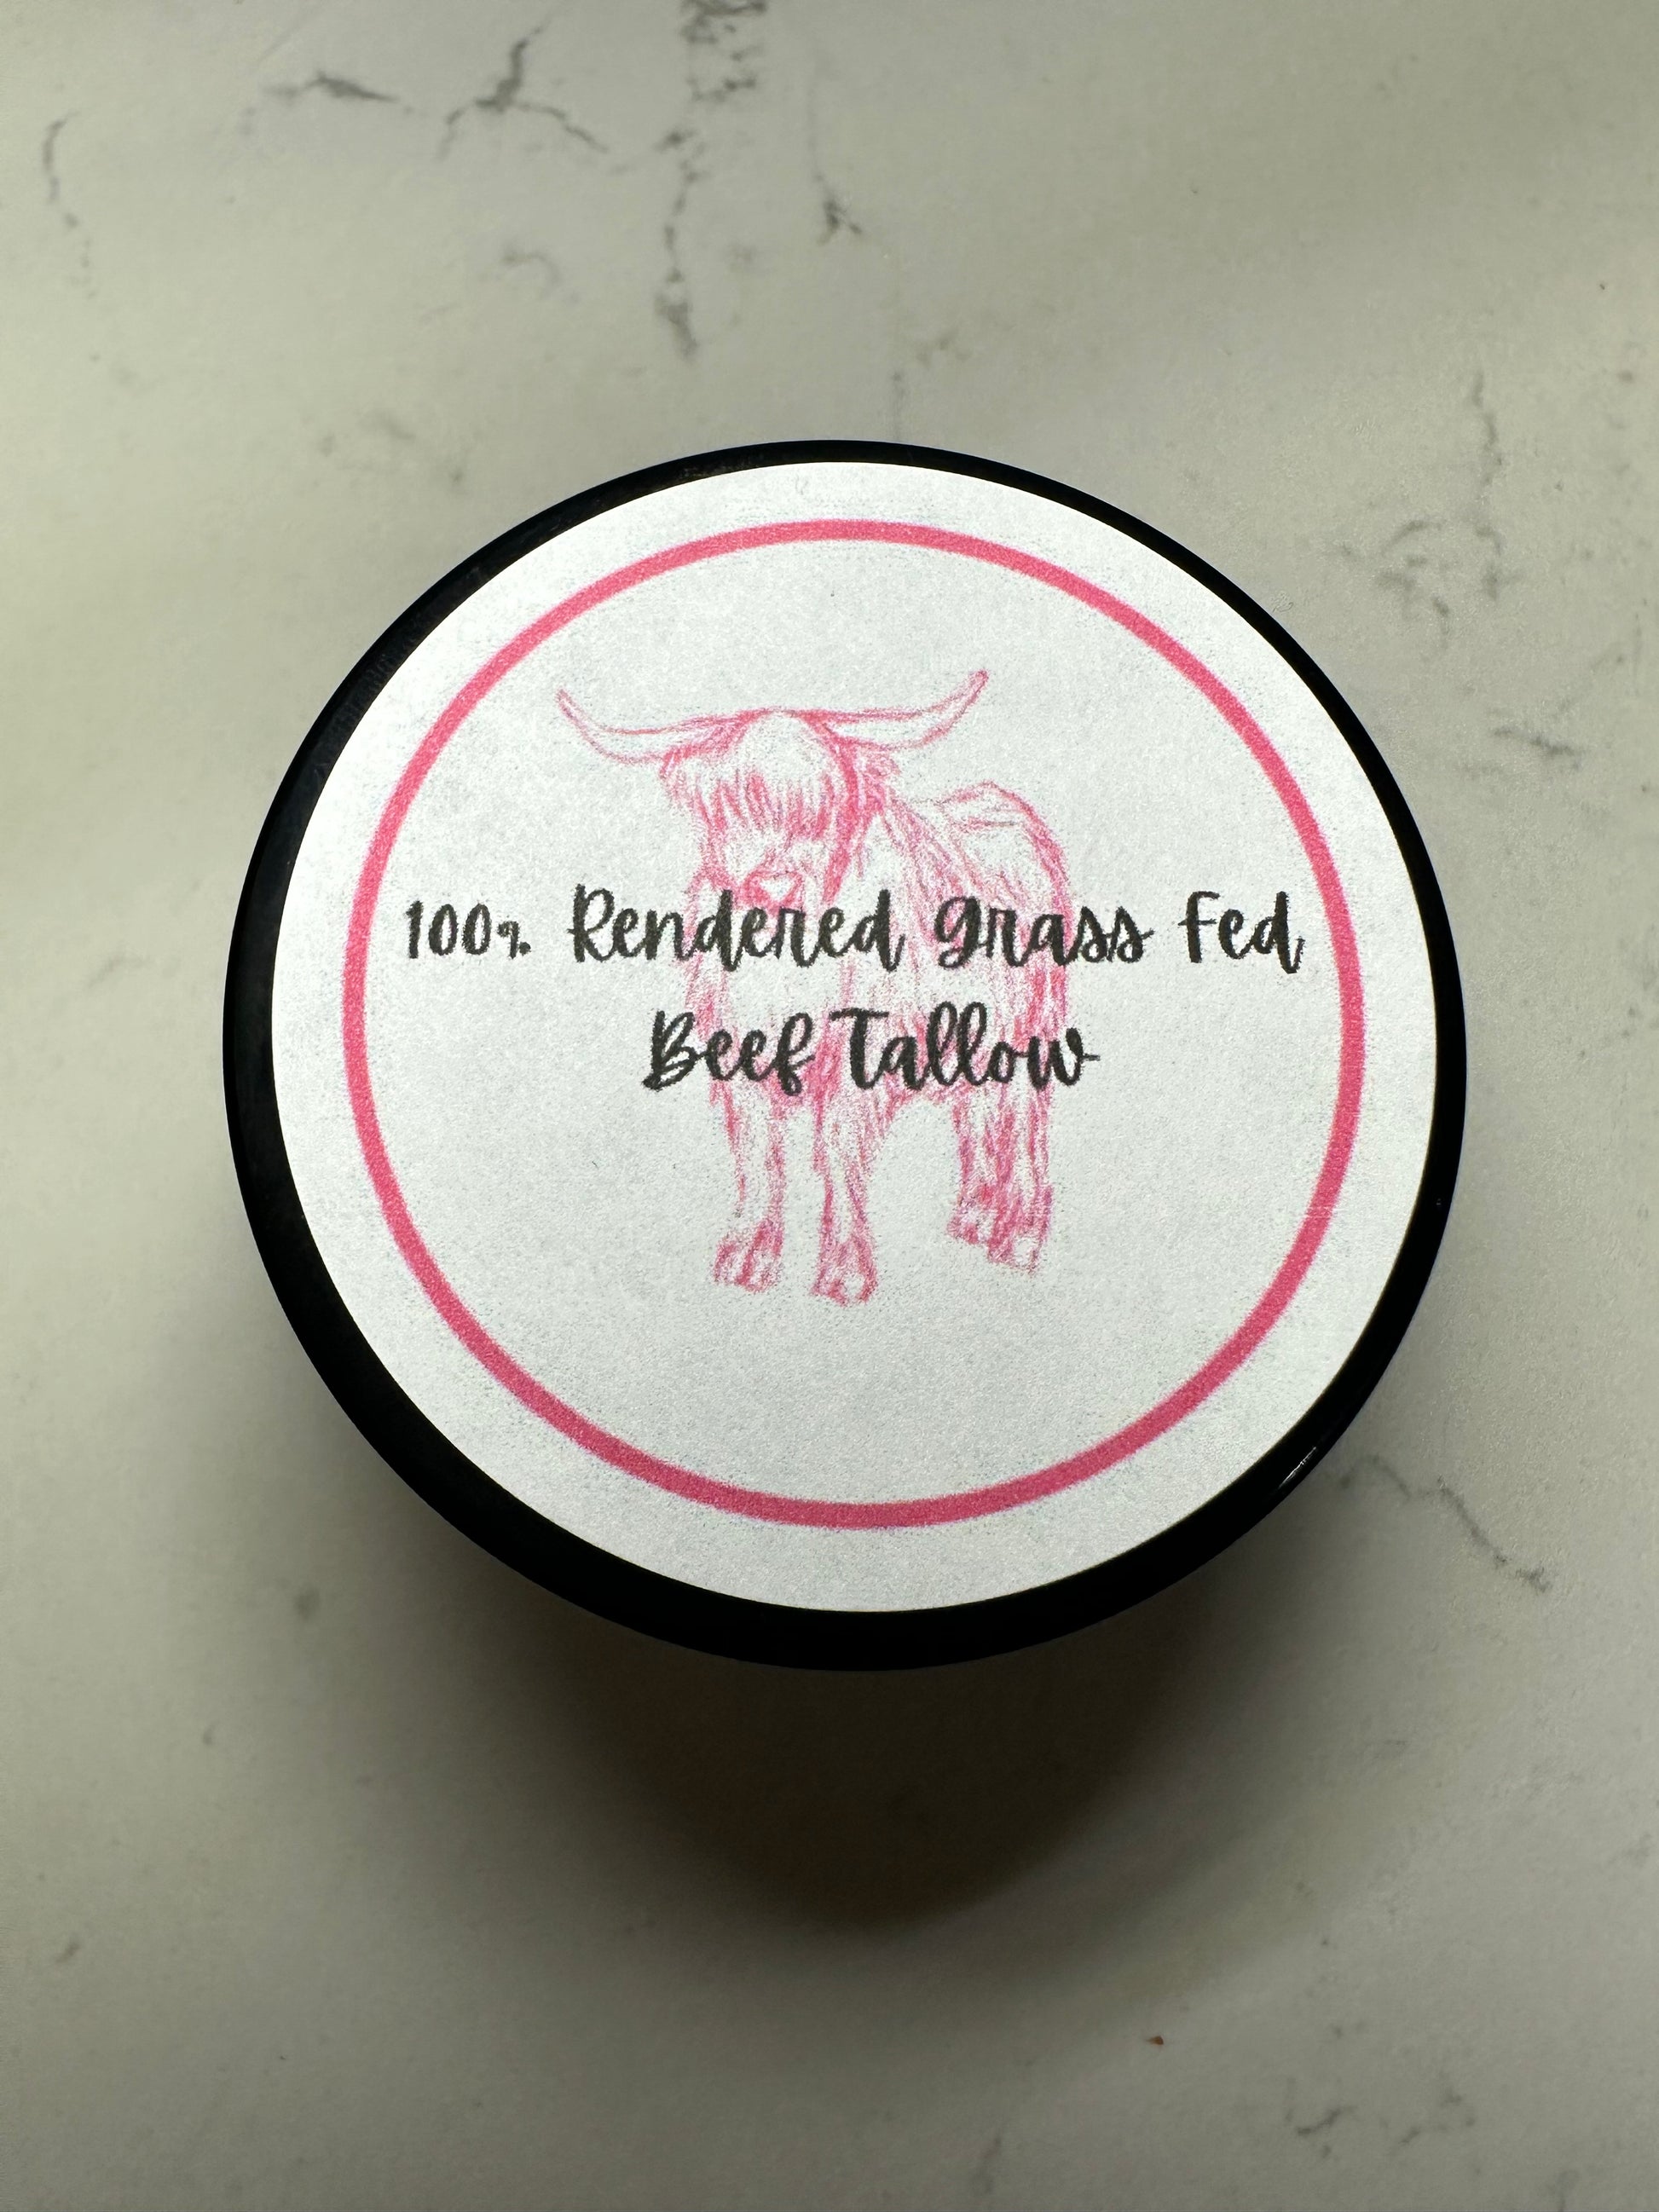 100% Rendered Grass Fed
Beef Tallow